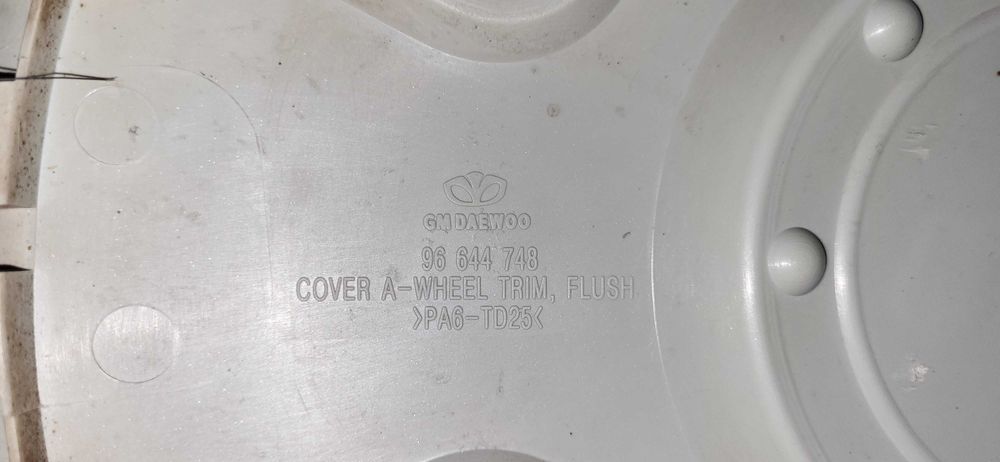 GM DAEWOO
96 644 748
COVER A-WHEEL TRIM, FLUSH
>PA6-TD25<